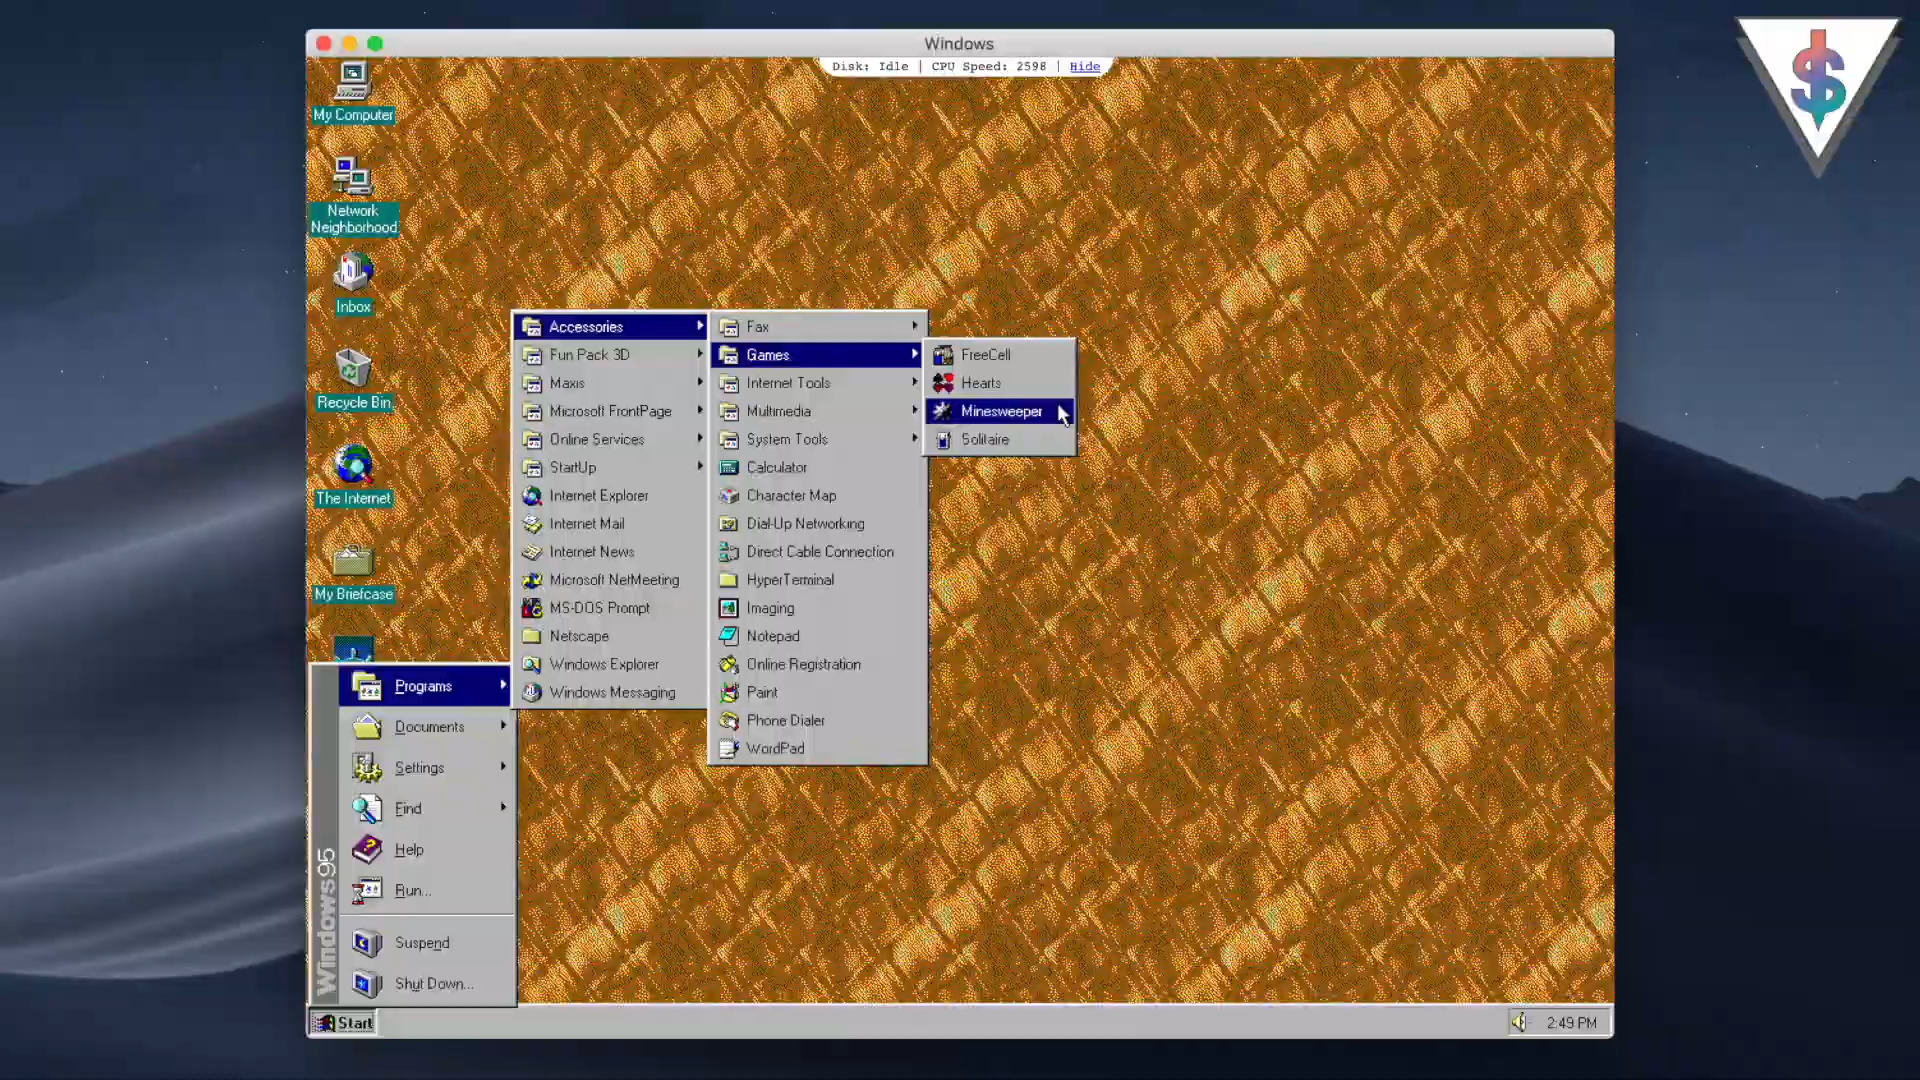 Windows
Disk: Idle | CPU Speed: 2598 | Hide
My Computer
Network
Neighborhood
Inbox
Recycle Bin
The Internet
My Briefcase
Accessories
Fun Pack 3D
Maxis
Microsoft FrontPage
Online Services
StartUp
Internet Explorer
Internet Mail
Internet News
Microsoft NetMeeting
MS-DOS Prompt
Netscape
Windows Explorer
Windows Messaging
Fax
Games
Internet Tools
Multimedia
System Tools
Calculator
Character Map
Dial-Up Networking
Direct Cable Connection
HyperTerminal
Imaging
Notepad
Online Registration
Paint
Phone Dialer
WordPad
FreeCell
Hearts
Minesweeper
Solitaire
Programs
Documents
Settings
Find
Help
Run...
Suspend
Shut Down...
Windows95
Start
2:49 PM
$